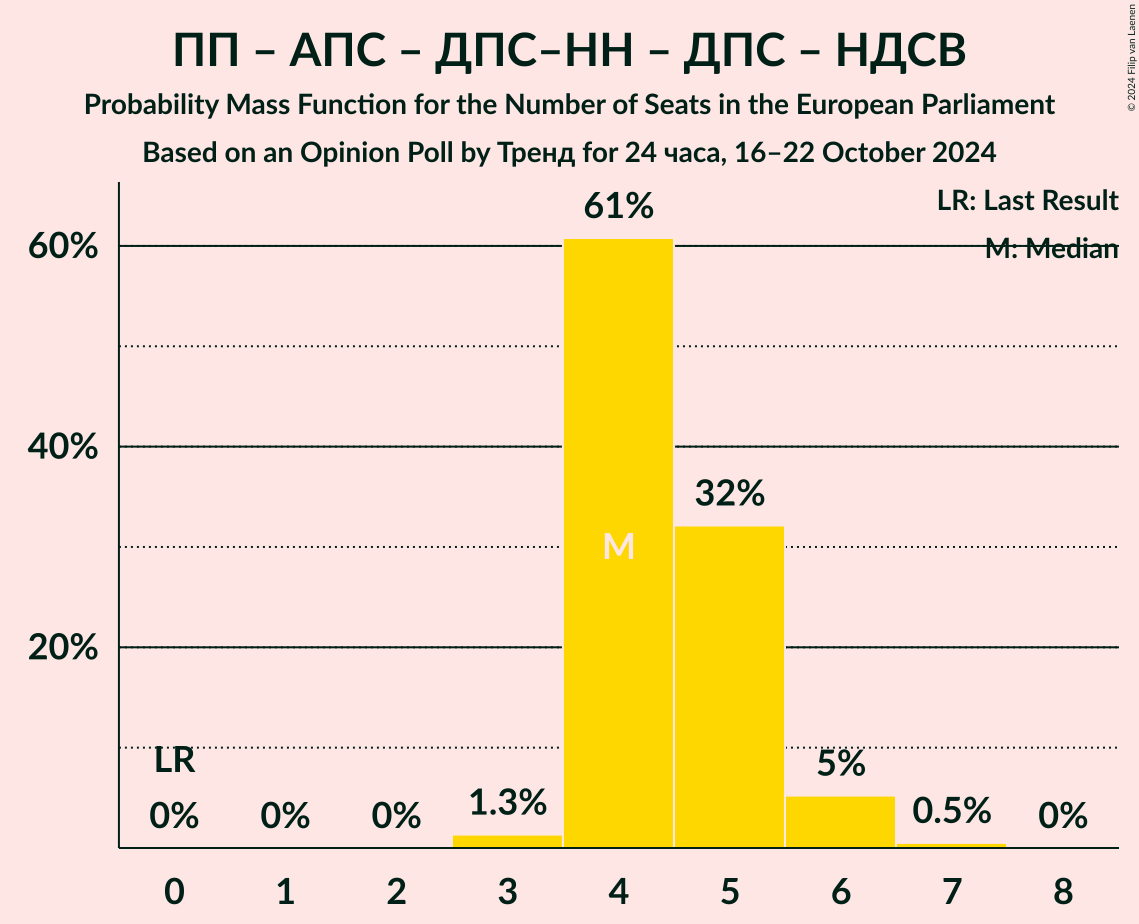 ПП – АПС – ДПС–НН – ДПС – НДСВ
Probability Mass Function for the Number of Seats in the European Parliament
Based on an Opinion Poll by Тренд for 24 часа, 16–22 October 2024
© 2024 Filip van Laenen
LR: Last Result
M: Median
60%
40%
20%
61%
32%
M
LR
0%
0%
0%
1.3%
5%
0.5%
0%
0 1 2 3 4 5 6 7 8